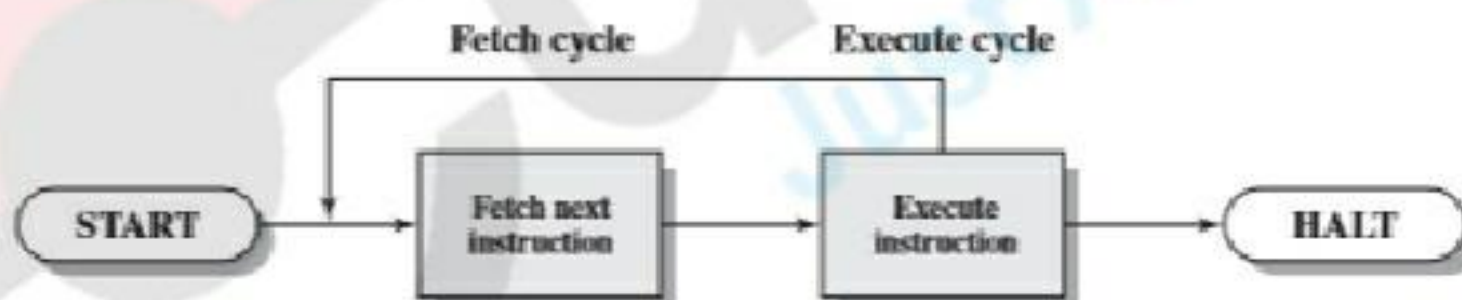 Fetch cycle
Execute cycle
START
Fetch next
instruction
Execute
instruction
HALT